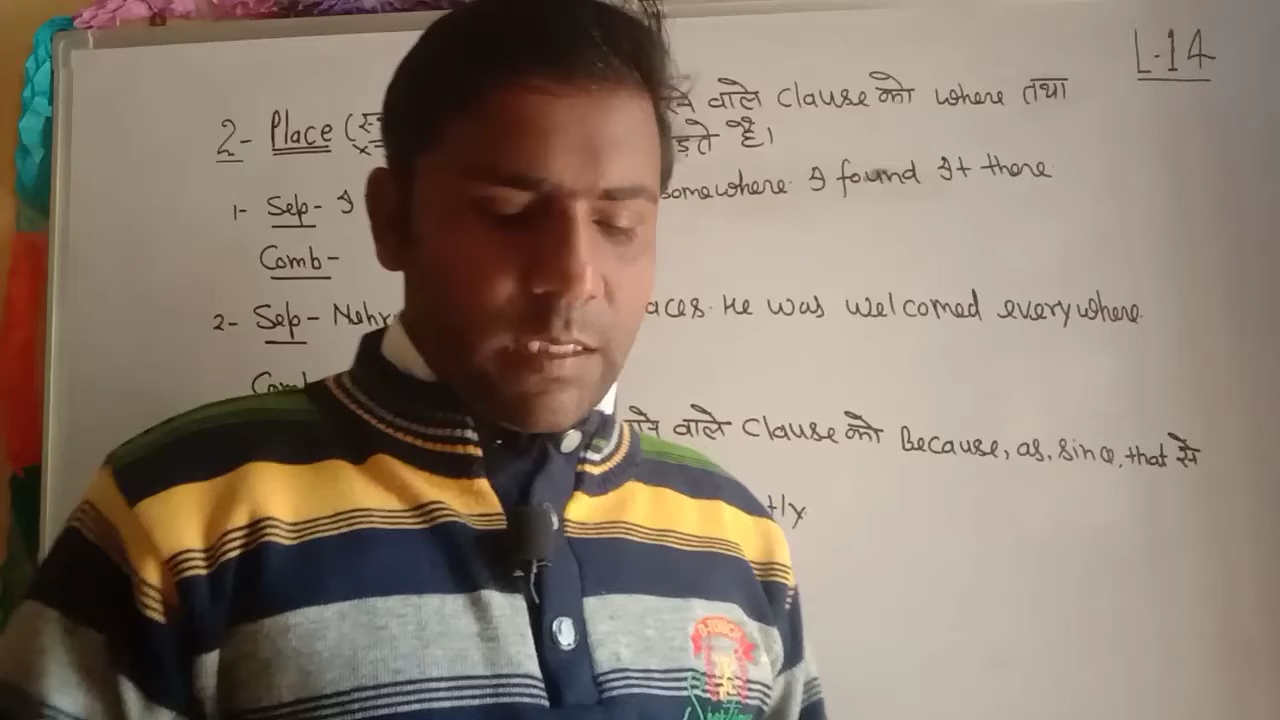 L-14
2- Place ( वाले Clause को where तथा
ड़ते है।
1- Sep- I somewhere. I found It there
Comb-
2- Sep- Nehr aces. He was welcomed everywhere.
Comb
वाले Clause को Because, as, since, that से
tly
D-TOUCH